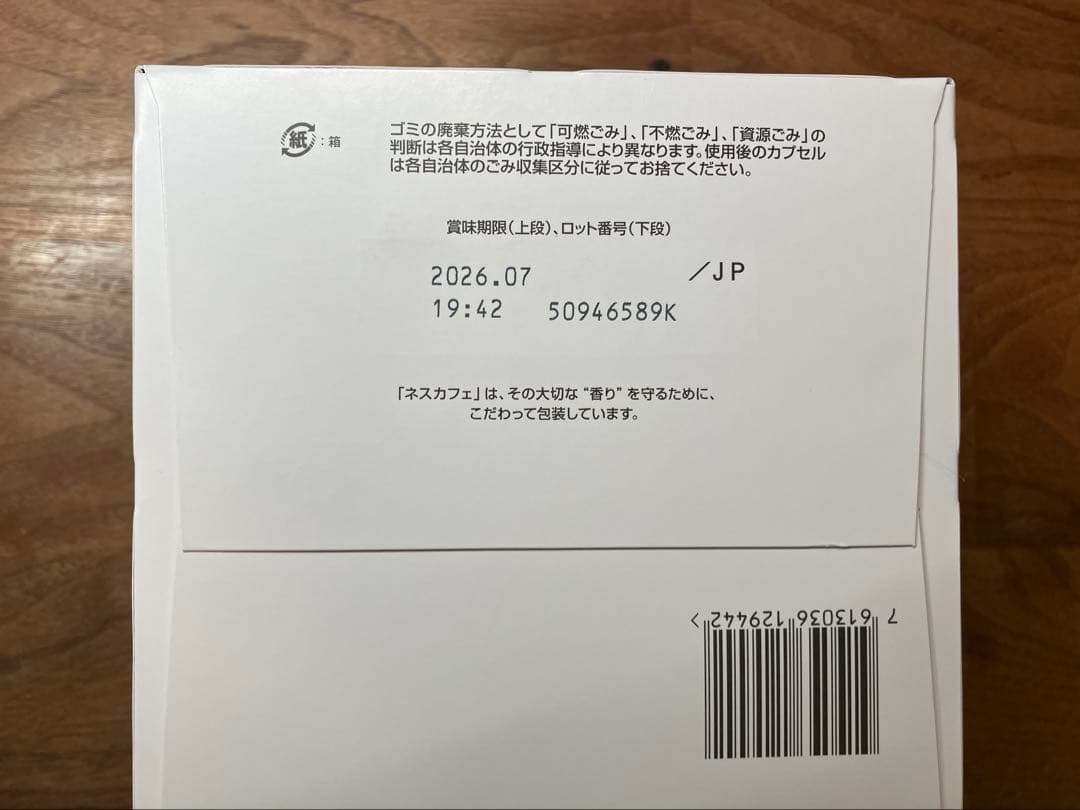 紙：箱
ゴミの廃棄方法として「可燃ごみ」、「不燃ごみ」、「資源ごみ」の
判断は各自治体の行政指導により異なります。使用後のカプセル
は各自治体のごみ収集区分に従ってお捨てください。
賞味期限(上段)、ロット番号(下段)
2026.07 ／JP
19:42 50946589K
「ネスカフェ」は、その大切な“香り”を守るために、
こだわって包装しています。
7 613036 129442 >